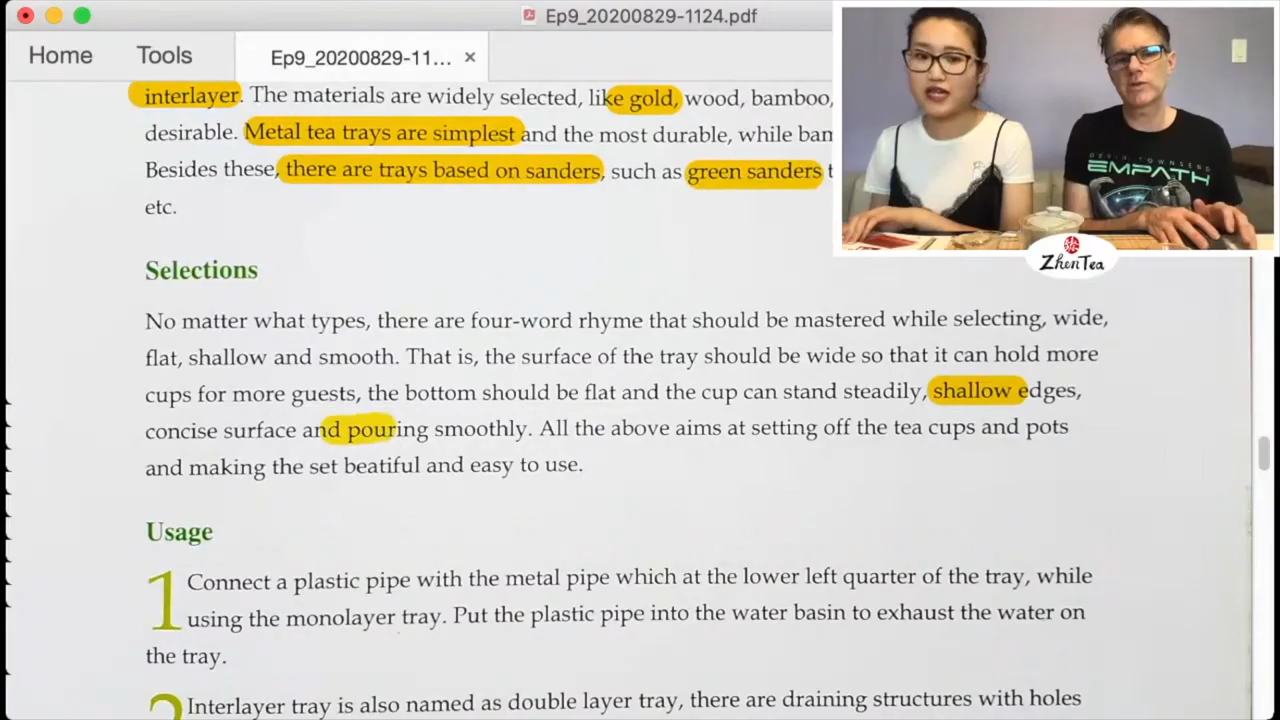 Ep9_20200829-1124.pdf
Home
Tools
Ep9_20200829-11... ×
interlayer. The materials are widely selected, like gold, wood, bamboo,
desirable. Metal tea trays are simplest and the most durable, while bam
Besides these, there are trays based on sanders, such as green sanders t
etc.
Selections
No matter what types, there are four-word rhyme that should be mastered while selecting, wide,
flat, shallow and smooth. That is, the surface of the tray should be wide so that it can hold more
cups for more guests, the bottom should be flat and the cup can stand steadily, shallow edges,
concise surface and pouring smoothly. All the above aims at setting off the tea cups and pots
and making the set beatiful and easy to use.
Usage
1 Connect a plastic pipe with the metal pipe which at the lower left quarter of the tray, while
using the monolayer tray. Put the plastic pipe into the water basin to exhaust the water on
the tray.
2 Interlayer tray is also named as double layer tray, there are draining structures with holes
DEVIN TOWNSEND
EMPATH
ZhenTea